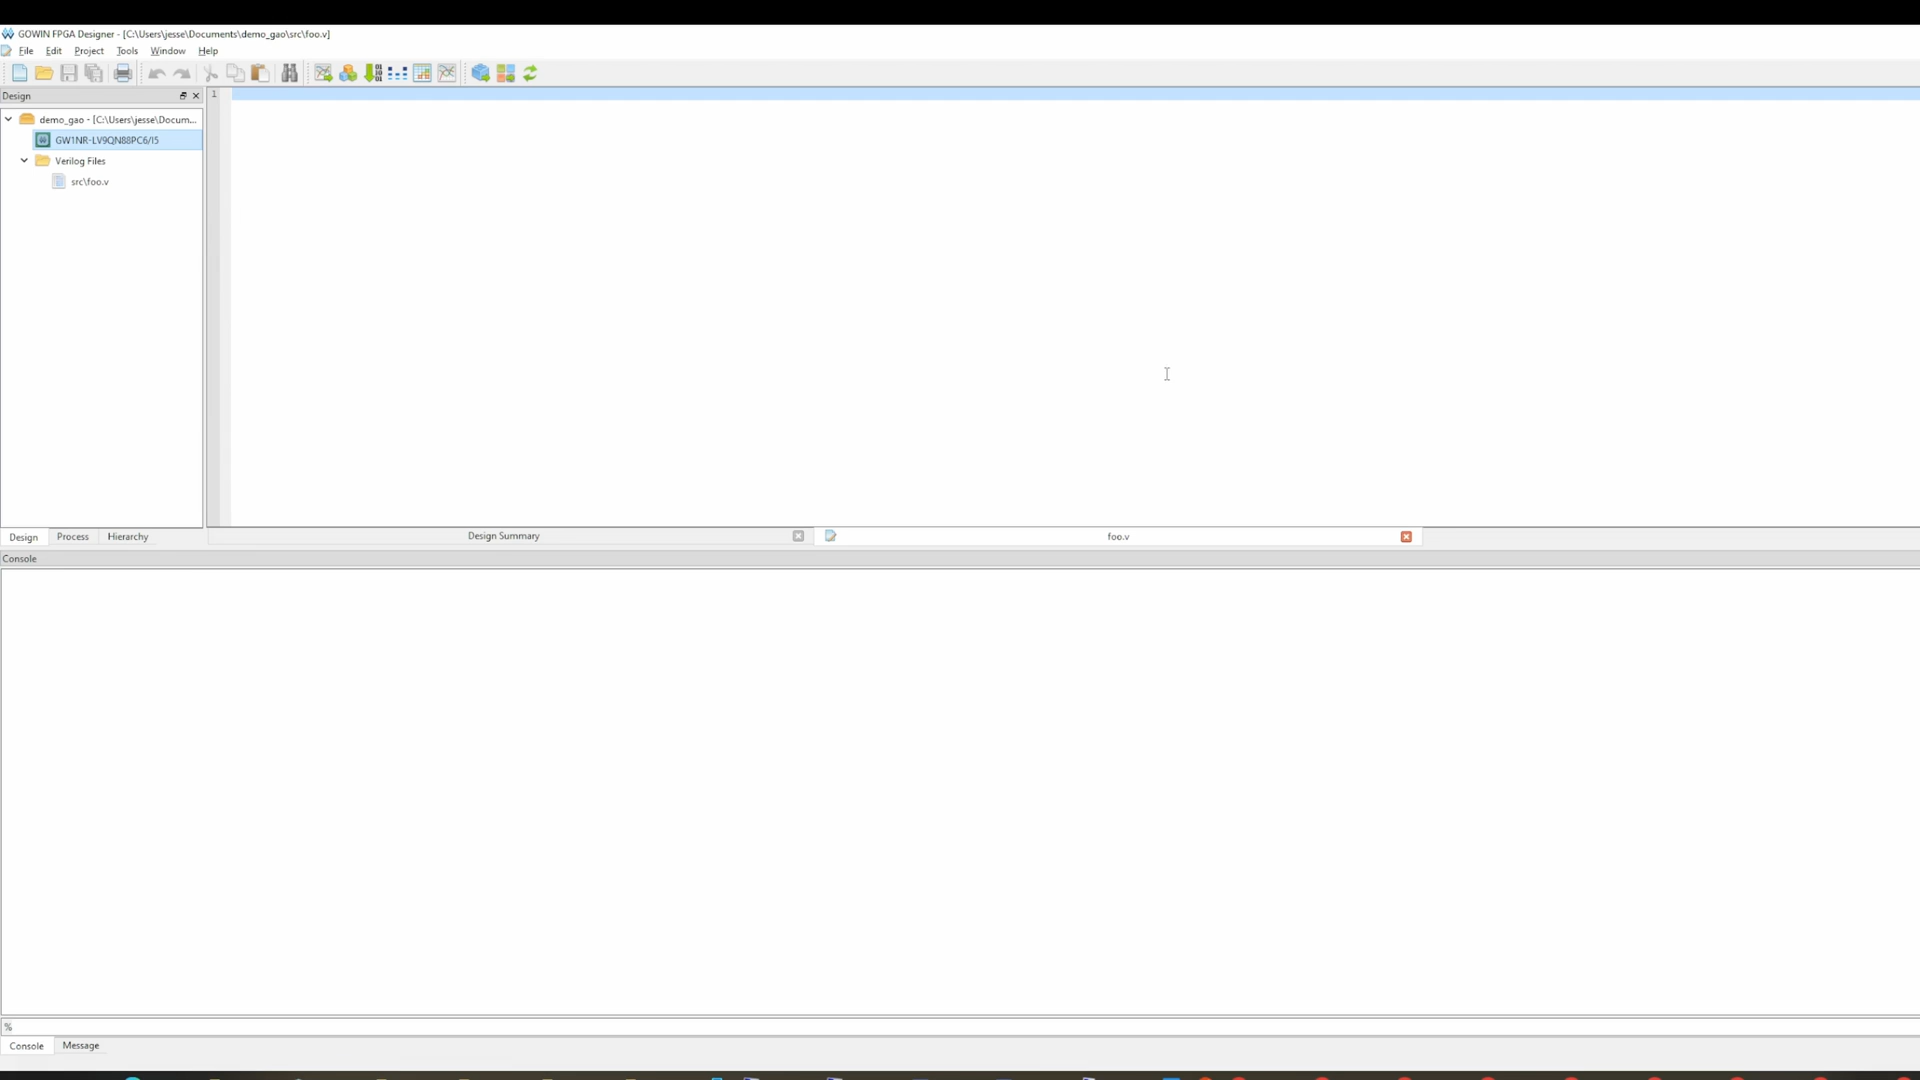 GOWIN FPGA Designer - [C:\Users\jesse\Documents\demo_gao\src\foo.v]
File Edit Project Tools Window Help
Design
1
demo_gao - [C:\Users\jesse\Docum...
GW1NR-LV9QN88PC6/I5
Verilog Files
src\foo.v
Design Process Hierarchy
Design Summary
foo.v
Console
%
Console Message